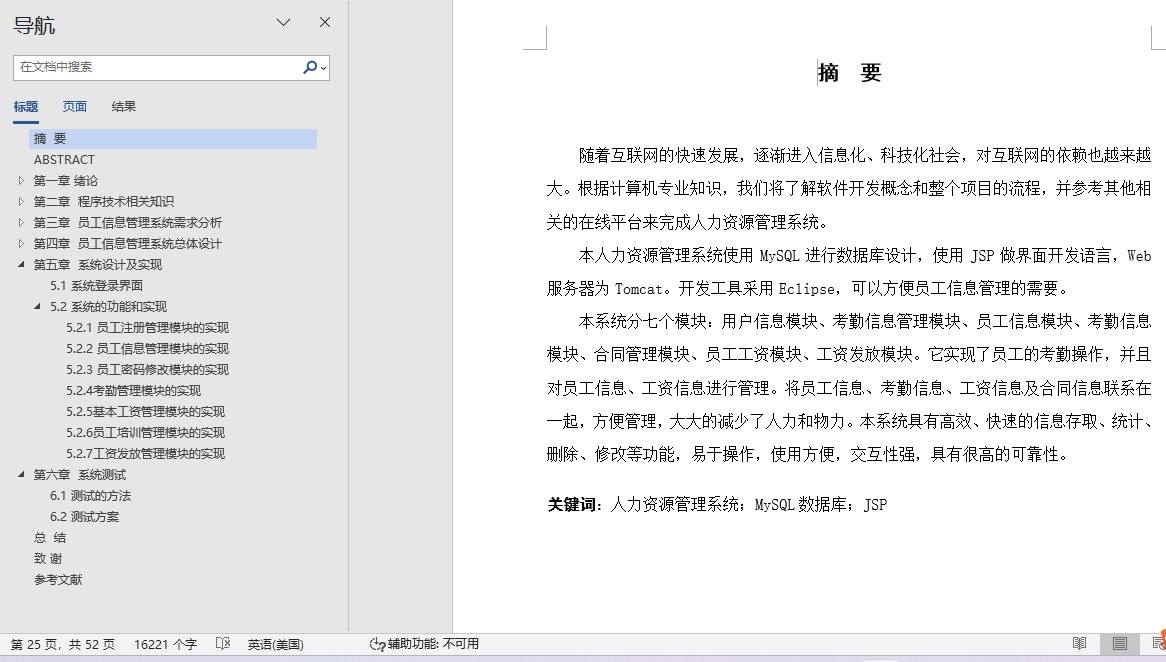 导航
在文档中搜索
标题 页面 结果
摘 要
ABSTRACT
第一章 绪论
第二章 程序技术相关知识
第三章 员工信息管理系统需求分析
第四章 员工信息管理系统总体设计
第五章 系统设计及实现
5.1 系统登录界面
5.2 系统的功能和实现
5.2.1 员工注册管理模块的实现
5.2.2 员工信息管理模块的实现
5.2.3 员工密码修改模块的实现
5.2.4考勤管理模块的实现
5.2.5基本工资管理模块的实现
5.2.6员工培训管理模块的实现
5.2.7工资发放管理模块的实现
第六章 系统测试
6.1 测试的方法
6.2 测试方案
总 结
致 谢
参考文献
摘 要
随着互联网的快速发展，逐渐进入信息化、科技化社会，对互联网的依赖也越来越
大。根据计算机专业知识，我们将了解软件开发概念和整个项目的流程，并参考其他相
关的在线平台来完成人力资源管理系统。
本人力资源管理系统使用 MySQL 进行数据库设计，使用 JSP 做界面开发语言，Web
服务器为 Tomcat。开发工具采用 Eclipse，可以方便员工信息管理的需要。
本系统分七个模块：用户信息模块、考勤信息管理模块、员工信息模块、考勤信息
模块、合同管理模块、员工工资模块、工资发放模块。它实现了员工的考勤操作，并且
对员工信息、工资信息进行管理。将员工信息、考勤信息、工资信息及合同信息联系在
一起，方便管理，大大的减少了人力和物力。本系统具有高效、快速的信息存取、统计、
删除、修改等功能，易于操作，使用方便，交互性强，具有很高的可靠性。
关键词：人力资源管理系统；MySQL 数据库；JSP
第 25 页，共 52 页 16221 个字 英语(美国) 辅助功能: 不可用